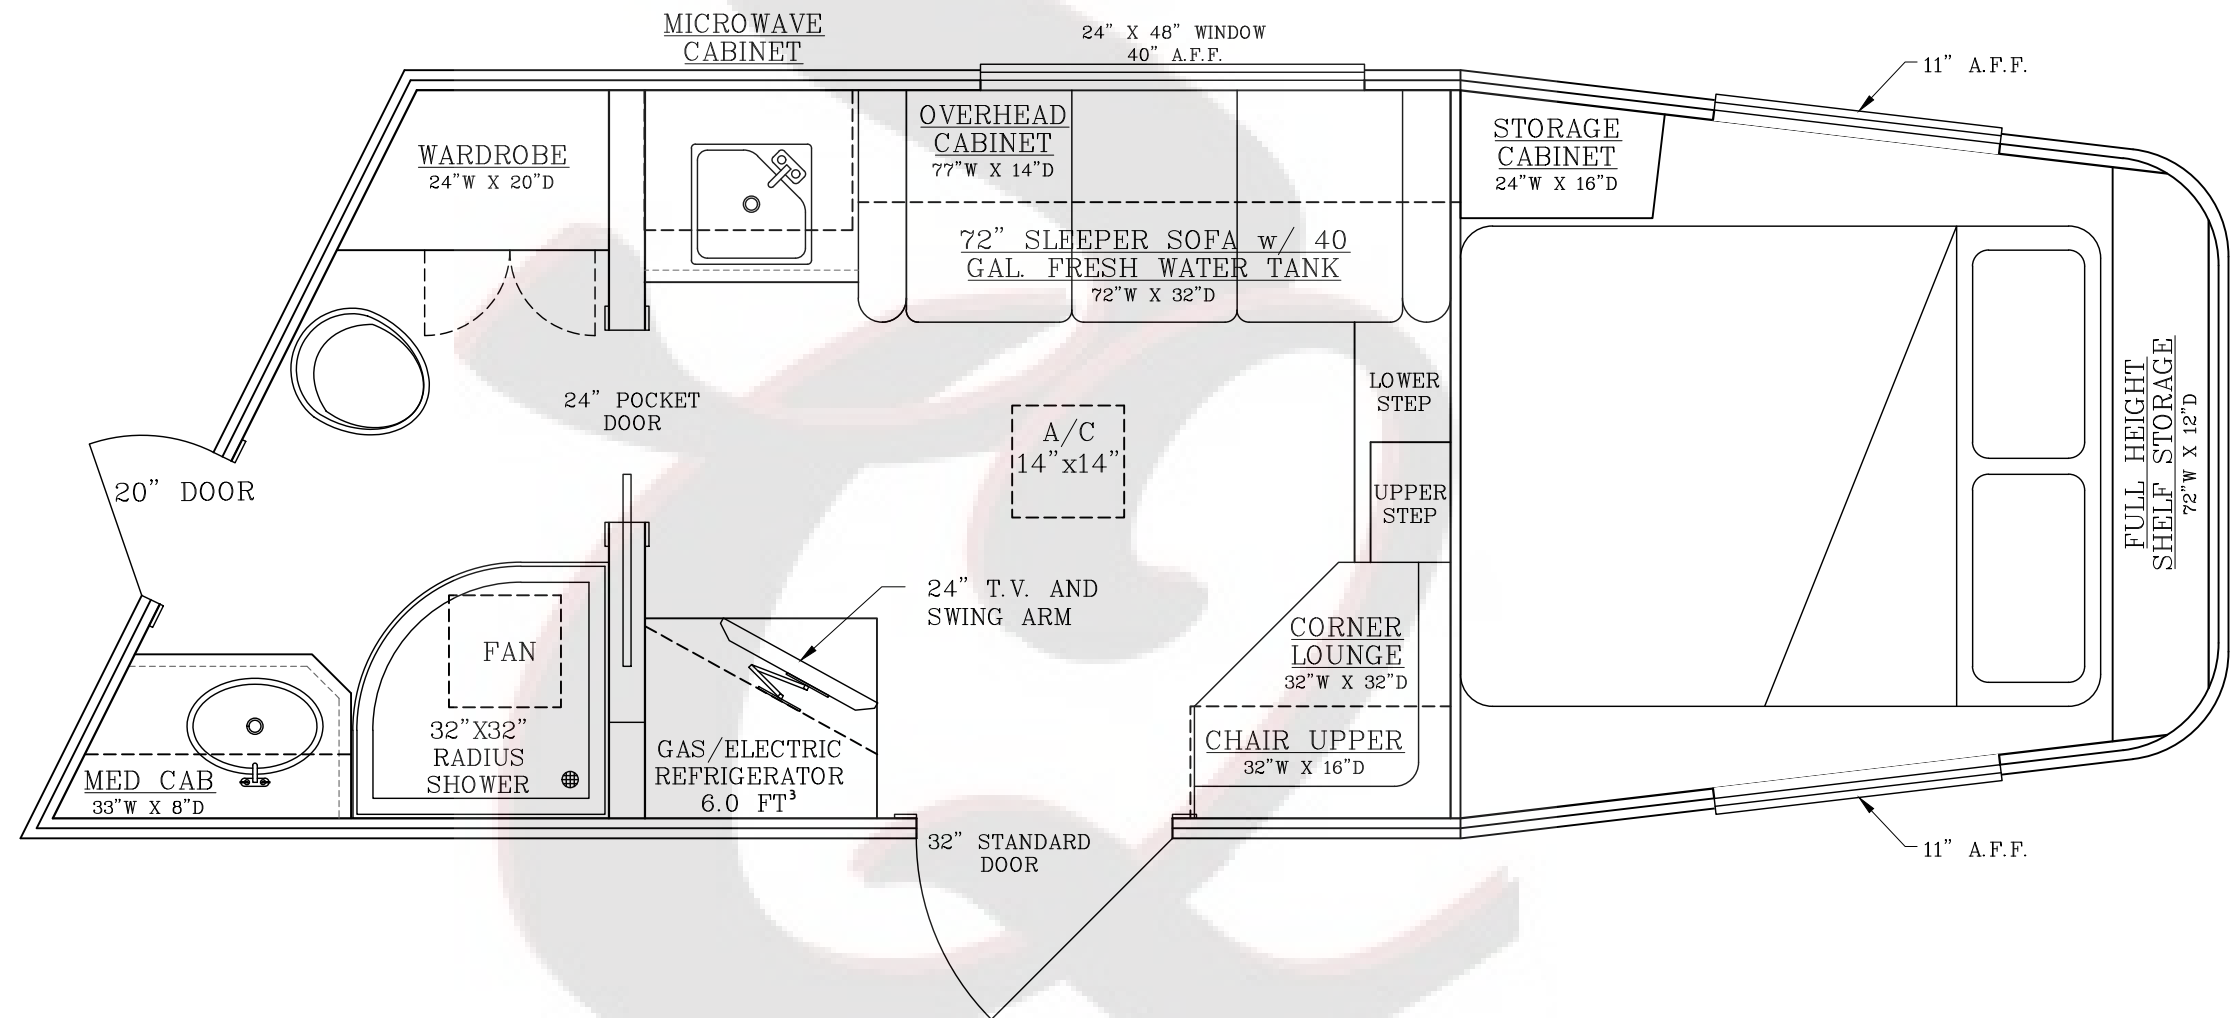 MICROWAVE
CABINET
24" X 48" WINDOW
40" A.F.F.
11" A.F.F.
WARDROBE
24"W X 20"D
OVERHEAD
CABINET
77"W X 14"D
STORAGE
CABINET
24"W X 16"D
72" SLEEPER SOFA w/ 40
GAL. FRESH WATER TANK
72"W X 32"D
24" POCKET
DOOR
A/C
14"x14"
LOWER
STEP
UPPER
STEP
FULL HEIGHT
SHELF STORAGE
72"W X 12"D
20" DOOR
24" T.V. AND
SWING ARM
FAN
32"X32"
RADIUS
SHOWER
CORNER
LOUNGE
32"W X 32"D
CHAIR UPPER
32"W X 16"D
GAS/ELECTRIC
REFRIGERATOR
6.0 FT³
MED CAB
33"W X 8"D
32" STANDARD
DOOR
11" A.F.F.